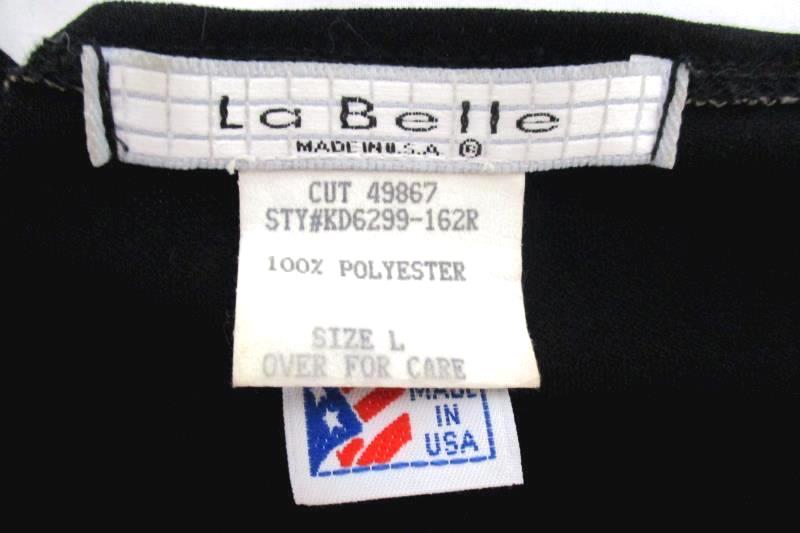 La Belle
MADE IN U.S.A. ®
CUT 49867
STY#KD6299-162R
100% POLYESTER
SIZE L
OVER FOR CARE
MADE
IN
USA